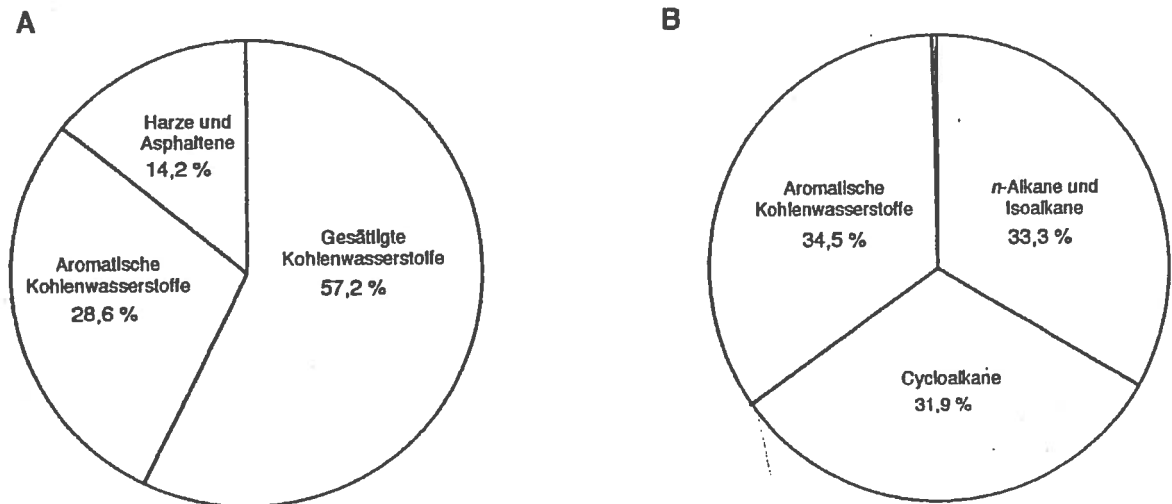 A
Harze und
Asphaltene
14,2 %
Gesättigte
Kohlenwasserstoffe
57,2 %
Aromatische
Kohlenwasserstoffe
28,6 %
B
Aromatische
Kohlenwasserstoffe
34,5 %
n-Alkane und
Isoalkane
33,3 %
Cycloalkane
31,9 %